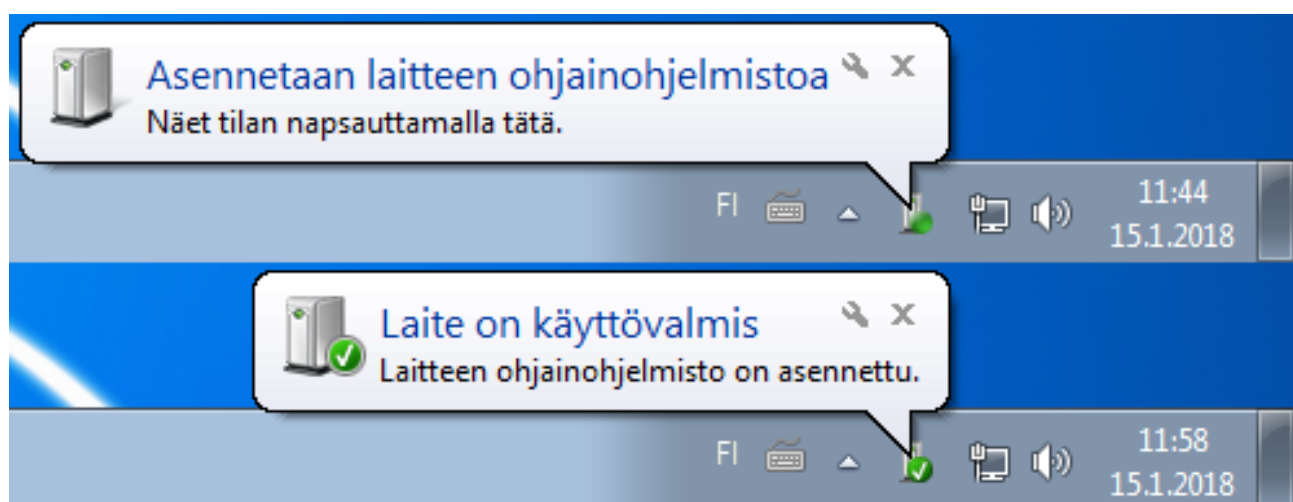 Asennetaan laitteen ohjainohjelmistoa
Näet tilan napsauttamalla tätä.
FI
11:44
15.1.2018
Laite on käyttövalmis
Laitteen ohjainohjelmisto on asennettu.
FI
11:58
15.1.2018